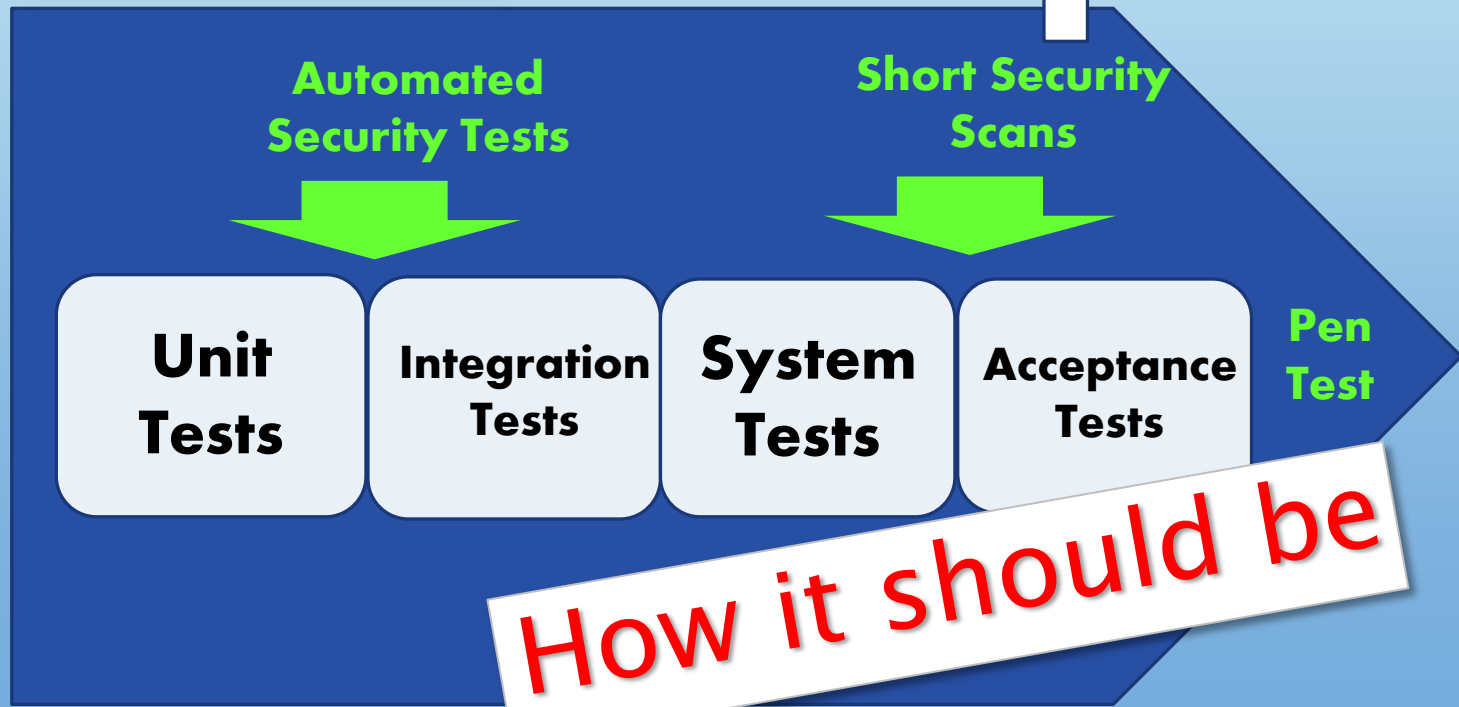 Automated
Security Tests
Short Security
Scans
Unit
Tests
Integration
Tests
System
Tests
Acceptance
Tests
Pen
Test
How it should be